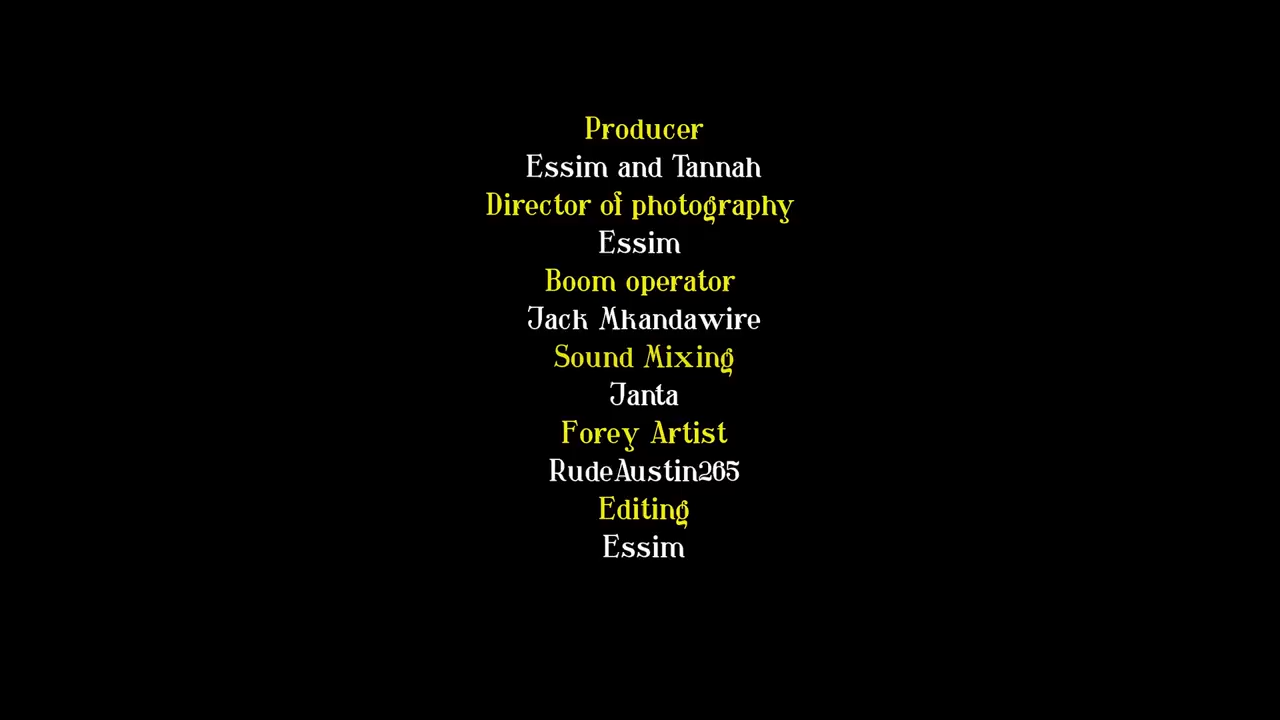 Producer
Essim and Tannah
Director of photography
Essim
Boom operator
Jack Mkandawire
Sound Mixing
Janta
Forey Artist
RudeAustin265
Editing
Essim